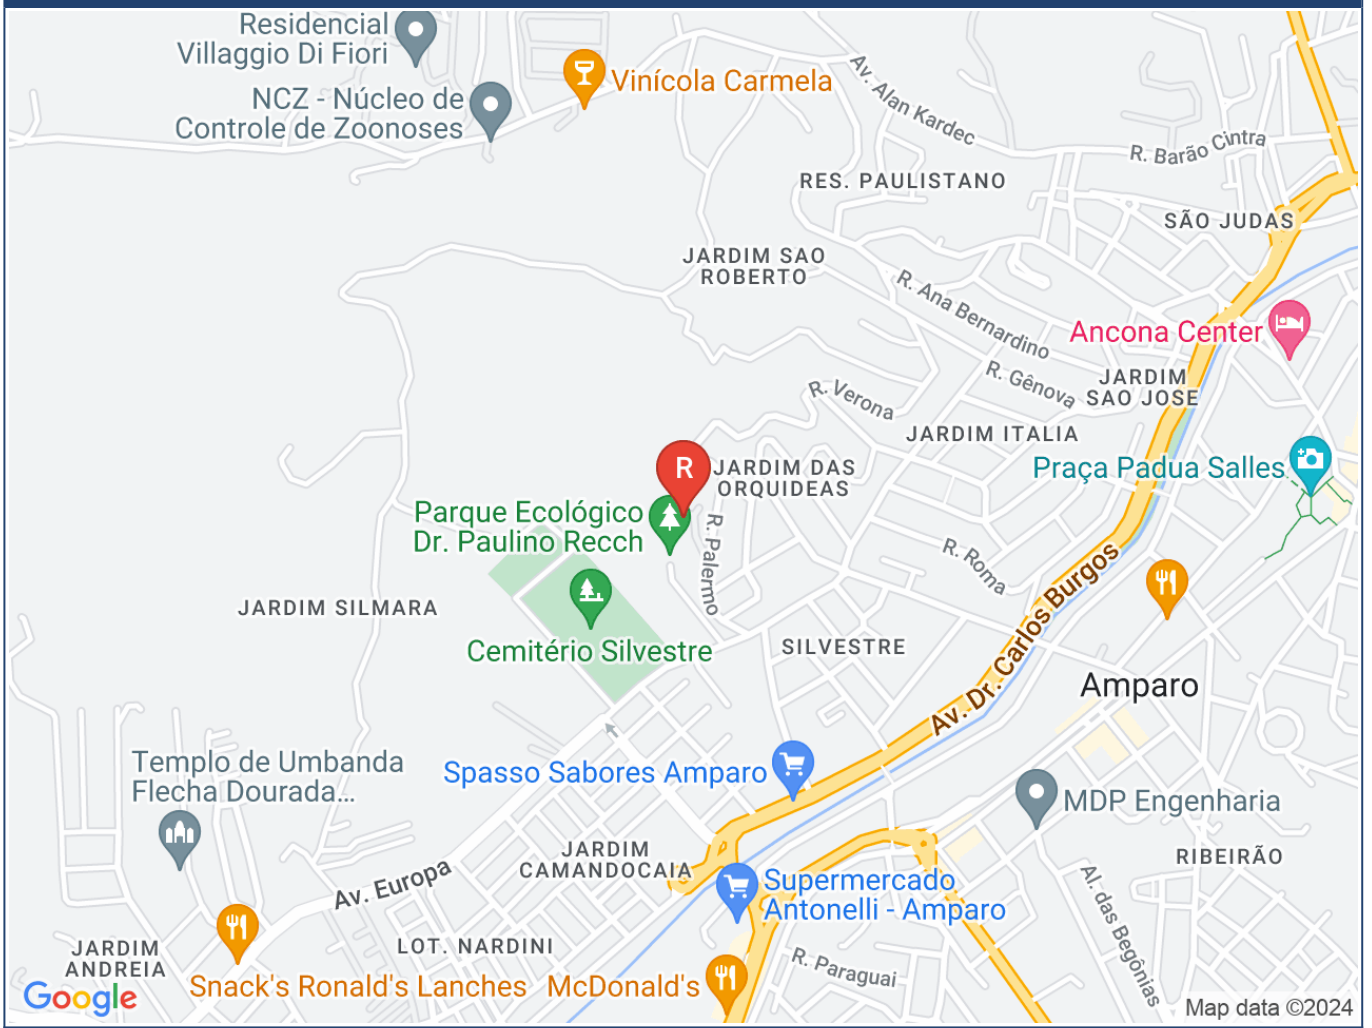 Residencial
Villaggio Di Fiori
Vinícola Carmela
NCZ - Núcleo de
Controle de Zoonoses
Av. Alan Kardec
R. Barão Cintra
RES. PAULISTANO
SÃO JUDAS
JARDIM SAO
ROBERTO
R. Ana Bernardino
Ancona Center
R. Gênova
JARDIM
SAO JOSE
R. Verona
JARDIM ITALIA
R
JARDIM DAS
ORQUIDEAS
Praça Padua Salles
Parque Ecológico
Dr. Paulino Recch
R. Palermo
R. Roma
Av. Dr. Carlos Burgos
JARDIM SILMARA
Cemitério Silvestre
SILVESTRE
Amparo
Templo de Umbanda
Flecha Dourada...
Spasso Sabores Amparo
MDP Engenharia
JARDIM
CAMANDOCAIA
RIBEIRÃO
Av. Europa
Supermercado
Antonelli - Amparo
Al. das Begônias
JARDIM
ANDREIA
LOT. NARDINI
R. Paraguai
Snack's Ronald's Lanches
McDonald's
Google
Map data ©2024